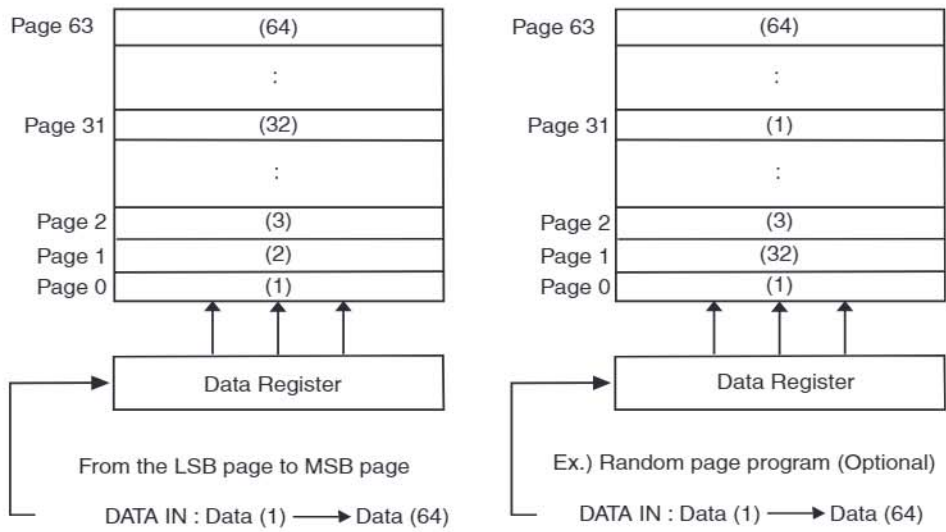 Page 63 (64)
:
Page 31 (32)
:
Page 2 (3)
Page 1 (2)
Page 0 (1)
Data Register
From the LSB page to MSB page
DATA IN : Data (1) ⟶ Data (64)
Page 63 (64)
:
Page 31 (1)
:
Page 2 (3)
Page 1 (32)
Page 0 (1)
Data Register
Ex.) Random page program (Optional)
DATA IN : Data (1) ⟶ Data (64)